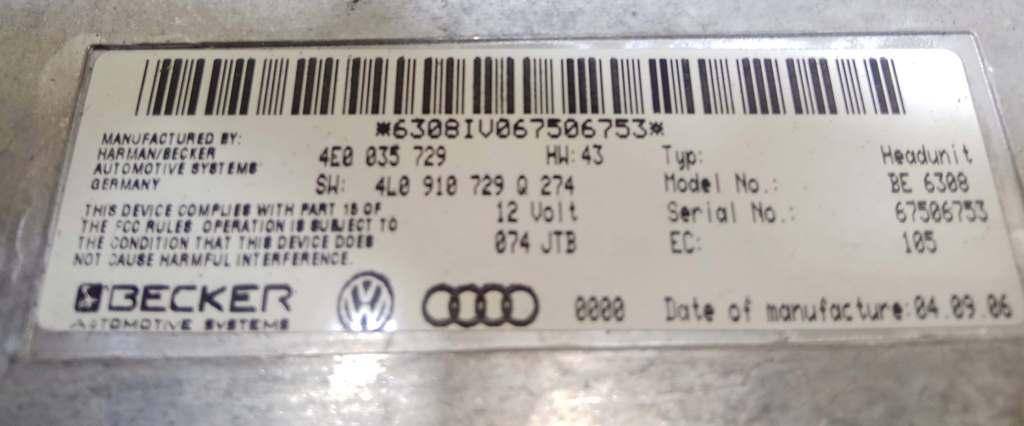 *6308IV067506753*
MANUFACTURED BY:
HARMAN/BECKER
AUTOMOTIVE SYSTEMS
GERMANY
THIS DEVICE COMPLIES WITH PART 15 OF
THE FCC RULES OPERATION IS SUBJECT TO
THE CONDITION THAT THIS DEVICE DOES
NOT CAUSE HARMFUL INTERFERENCE.
BECKER
AUTOMOTIVE SYSTEMS
4E0 035 729 HW:43
SW: 4L0 910 729 Q 274
12 Volt
074 JTB
VW
0000
Typ: Headunit
Model No.: BE 6308
Serial No.: 67506753
EC: 105
Date of manufacture:04.09.06